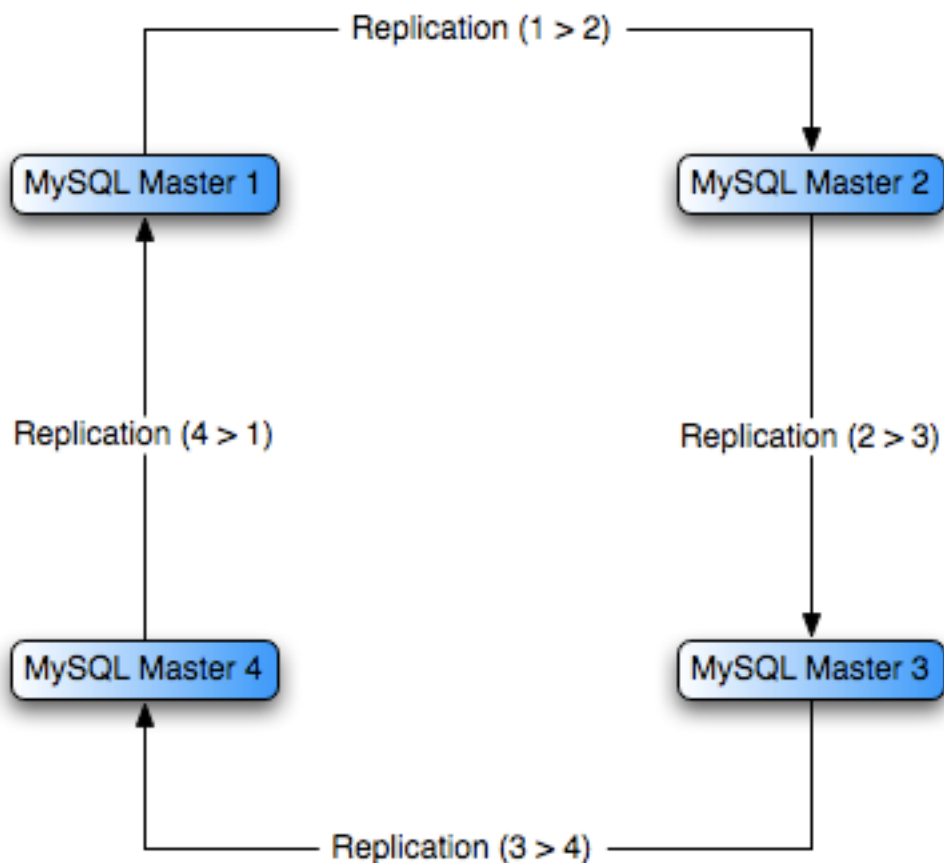 Replication (1 > 2)
MySQL Master 1
MySQL Master 2
Replication (4 > 1)
Replication (2 > 3)
MySQL Master 4
MySQL Master 3
Replication (3 > 4)